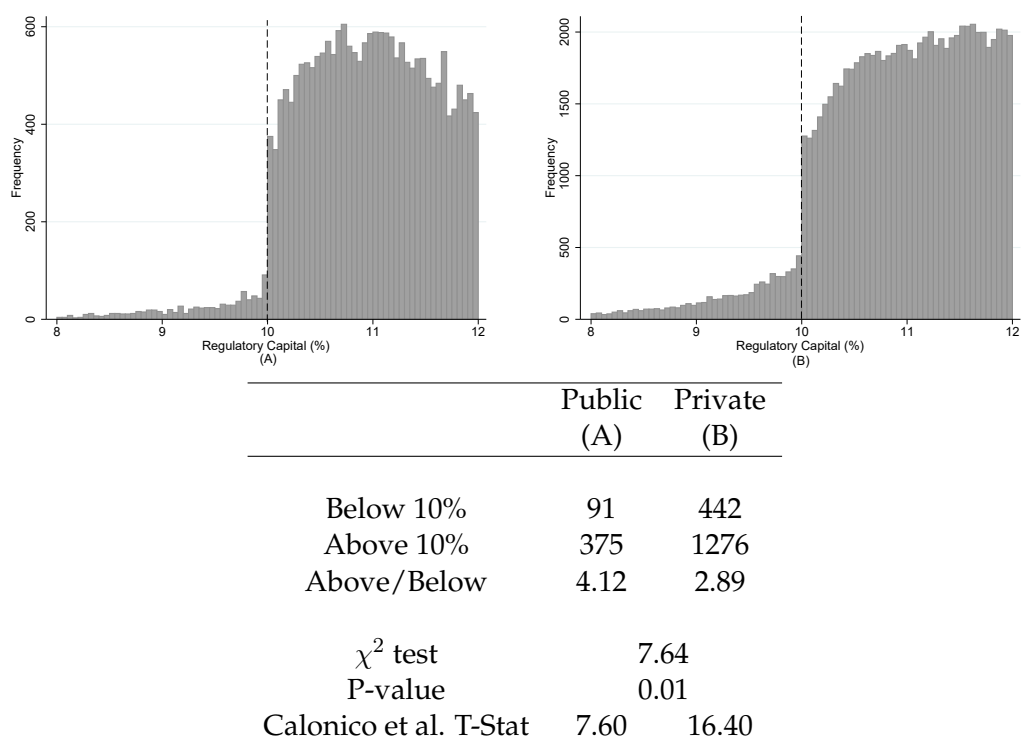 Frequency
600
400
200
0
8 9 10 11 12
Regulatory Capital (%)
(A)
Frequency
2000
1500
1000
500
0
8 9 10 11 12
Regulatory Capital (%)
(B)
Public Private
(A) (B)
Below 10% 91 442
Above 10% 375 1276
Above/Below 4.12 2.89
χ² test 7.64
P-value 0.01
Calonico et al. T-Stat 7.60 16.40